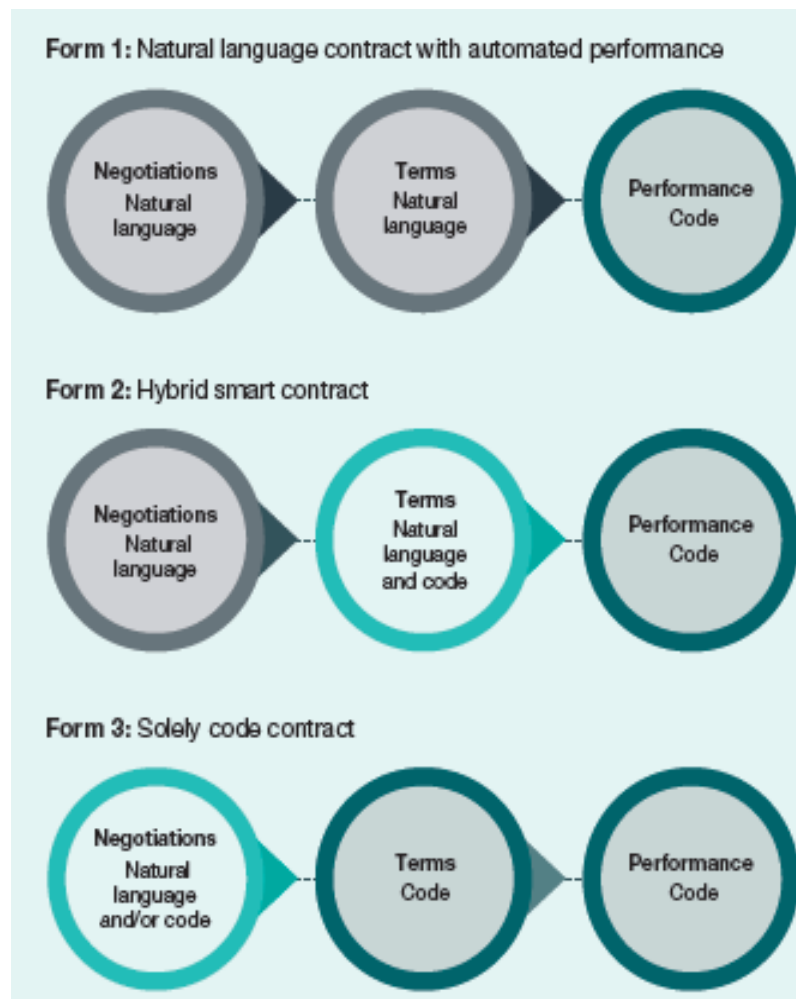 Form 1: Natural language contract with automated performance
Negotiations
Natural
language
Terms
Natural
language
Performance
Code
Form 2: Hybrid smart contract
Negotiations
Natural
language
Terms
Natural
language
and code
Performance
Code
Form 3: Solely code contract
Negotiations
Natural
language
and/or code
Terms
Code
Performance
Code